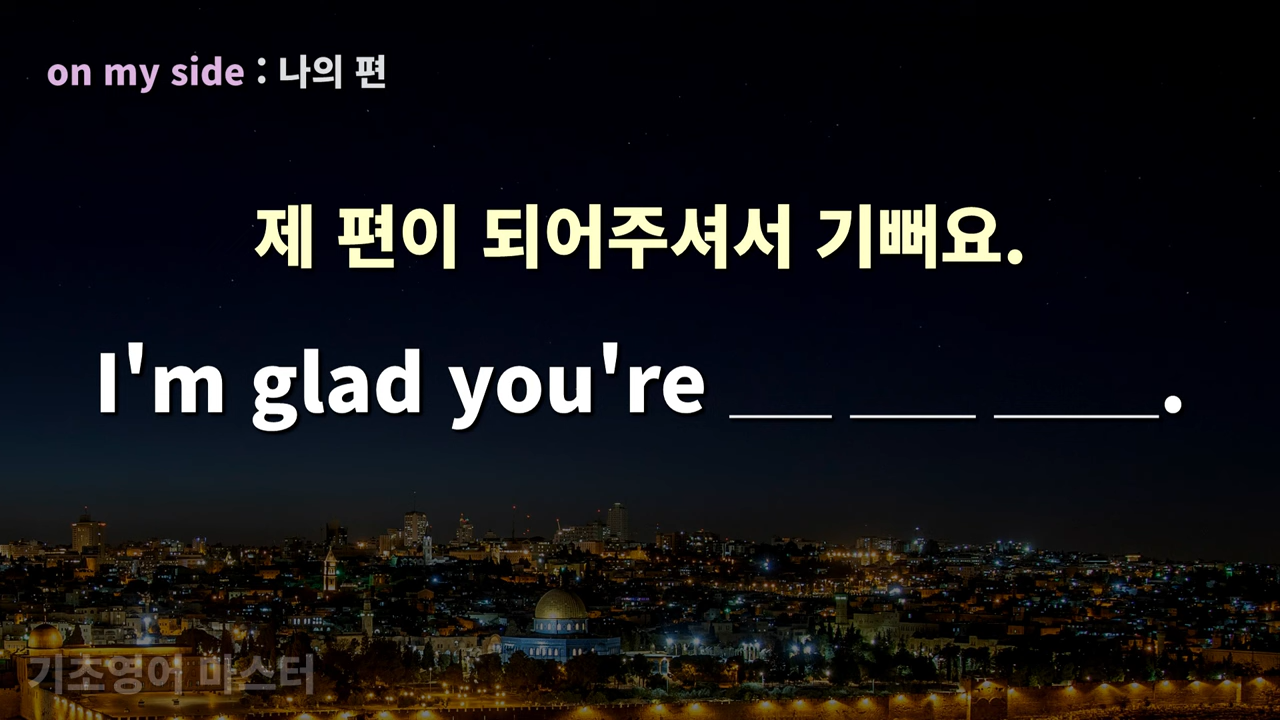 on my side : 나의 편
제 편이 되어주셔서 기뻐요.
I'm glad you're __ ___ ____.
기초영어 마스터